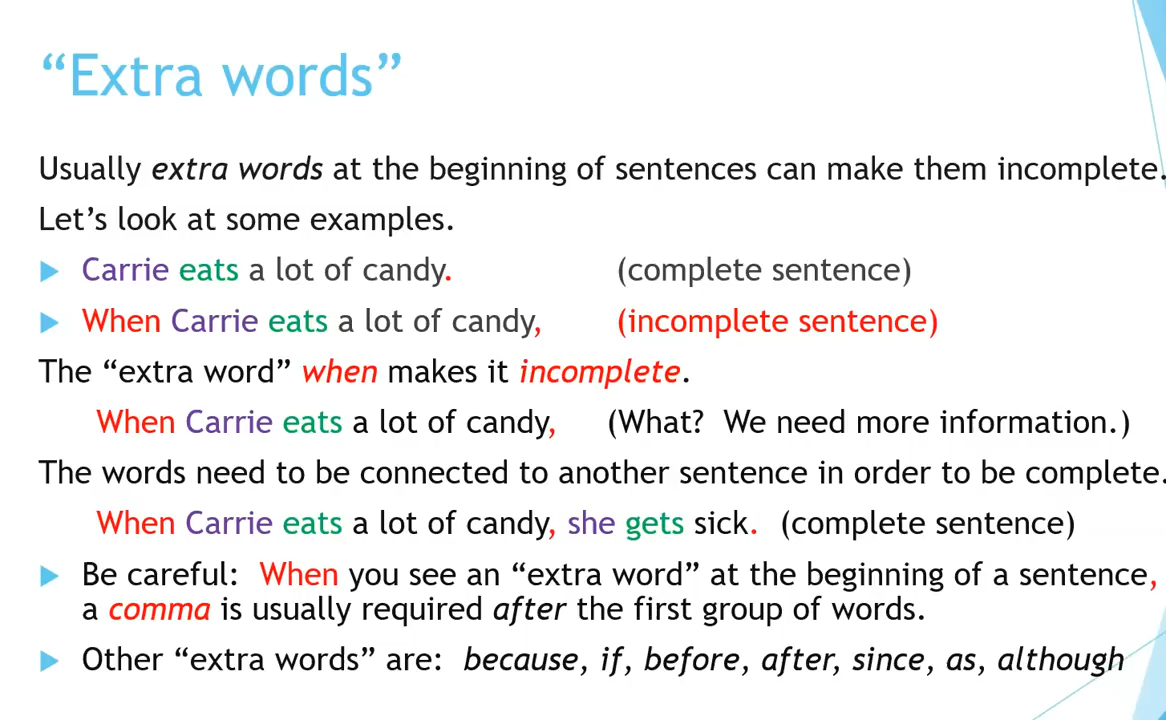 “Extra words”
Usually extra words at the beginning of sentences can make them incomplete.
Let’s look at some examples.
Carrie eats a lot of candy. (complete sentence)
When Carrie eats a lot of candy, (incomplete sentence)
The “extra word” when makes it incomplete.
When Carrie eats a lot of candy, (What? We need more information.)
The words need to be connected to another sentence in order to be complete.
When Carrie eats a lot of candy, she gets sick. (complete sentence)
Be careful: When you see an “extra word” at the beginning of a sentence,
a comma is usually required after the first group of words.
Other “extra words” are: because, if, before, after, since, as, although